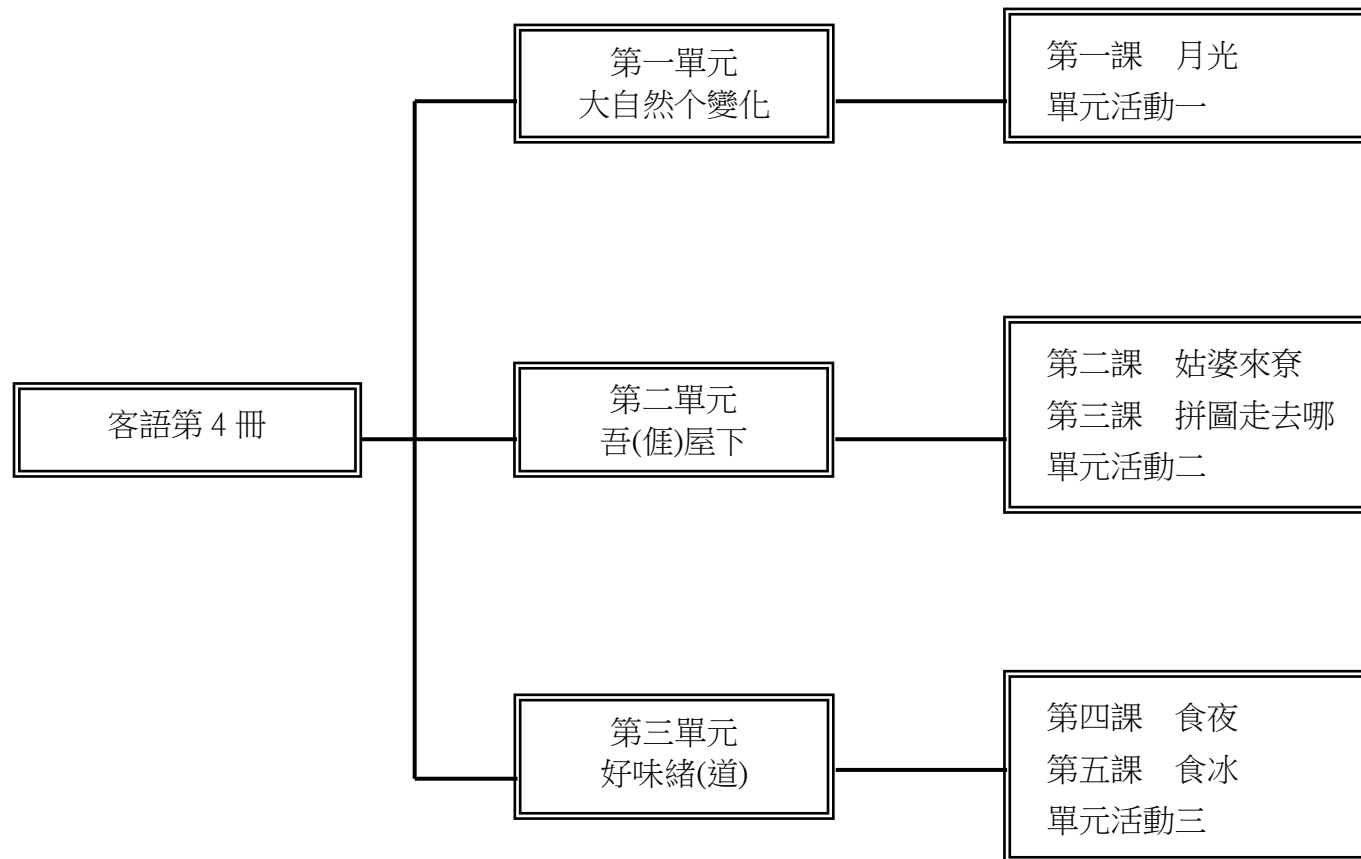 第一單元
大自然个變化
第一課　月光
單元活動一
客語第 4 冊
第二單元
吾(𠊎)屋下
第二課　姑婆來尞
第三課　拼圖走去哪
單元活動二
第三單元
好味緒(道)
第四課　食夜
第五課　食冰
單元活動三